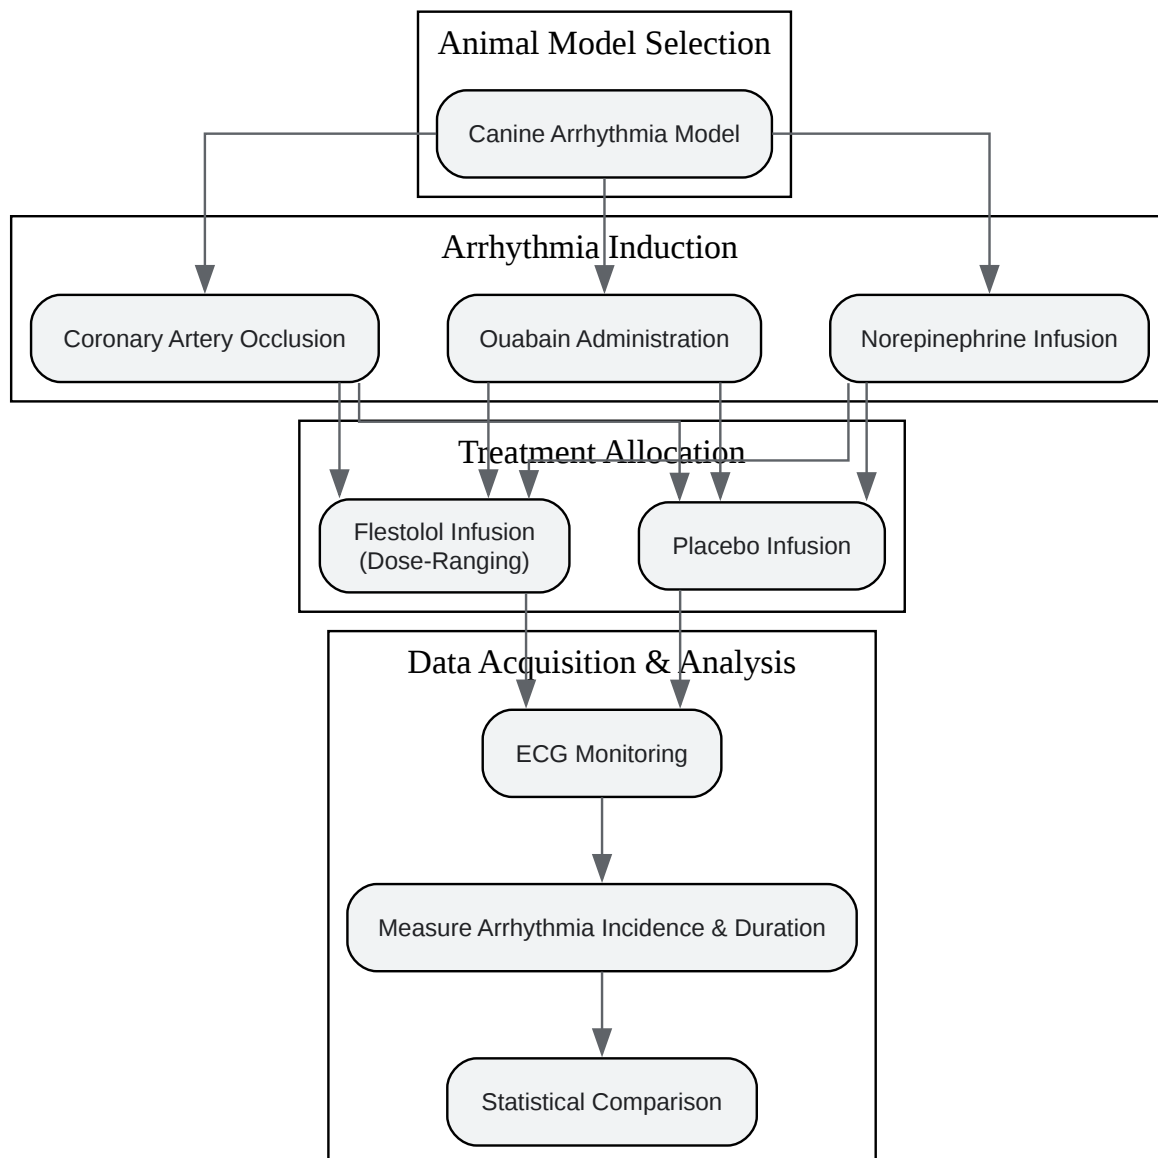 Animal Model Selection
Canine Arrhythmia Model
Arrhythmia Induction
Coronary Artery Occlusion
Ouabain Administration
Norepinephrine Infusion
Treatment Allocation
Flestolol Infusion
(Dose-Ranging)
Placebo Infusion
Data Acquisition & Analysis
ECG Monitoring
Measure Arrhythmia Incidence & Duration
Statistical Comparison